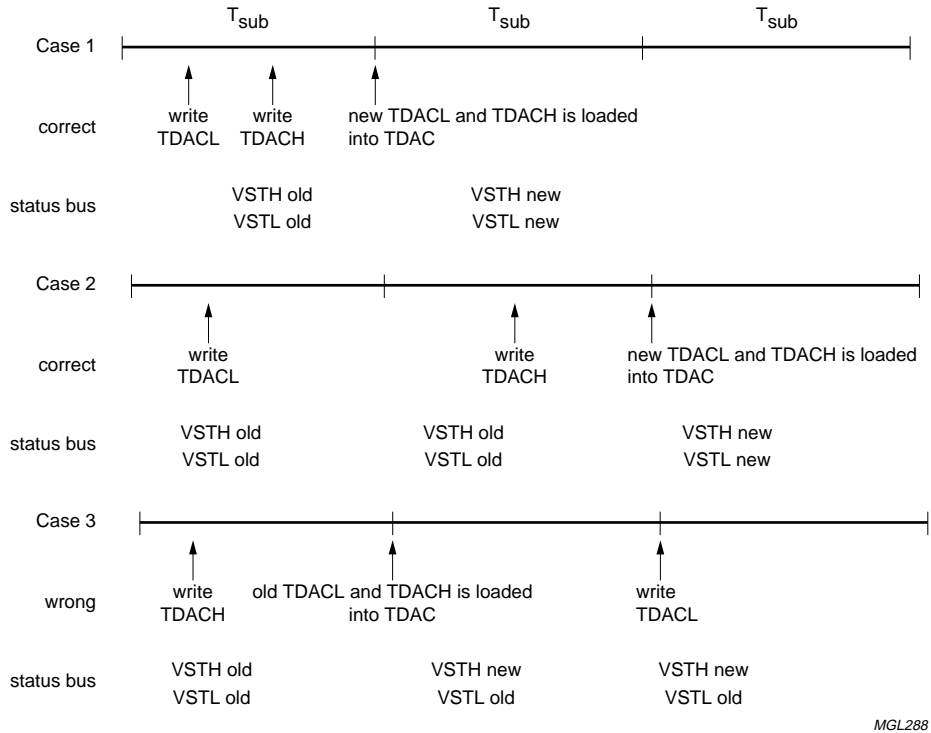 Tsub Tsub Tsub
Case 1
correct
write
TDACL
write
TDACH
new TDACL and TDACH is loaded
into TDAC
status bus
VSTH old
VSTL old
VSTH new
VSTL new
Case 2
correct
write
TDACL
write
TDACH
new TDACL and TDACH is loaded
into TDAC
status bus
VSTH old
VSTL old
VSTH old
VSTL old
VSTH new
VSTL new
Case 3
wrong
write
TDACH
old TDACL and TDACH is loaded
into TDAC
write
TDACL
status bus
VSTH old
VSTL old
VSTH new
VSTL old
VSTH new
VSTL old
MGL288